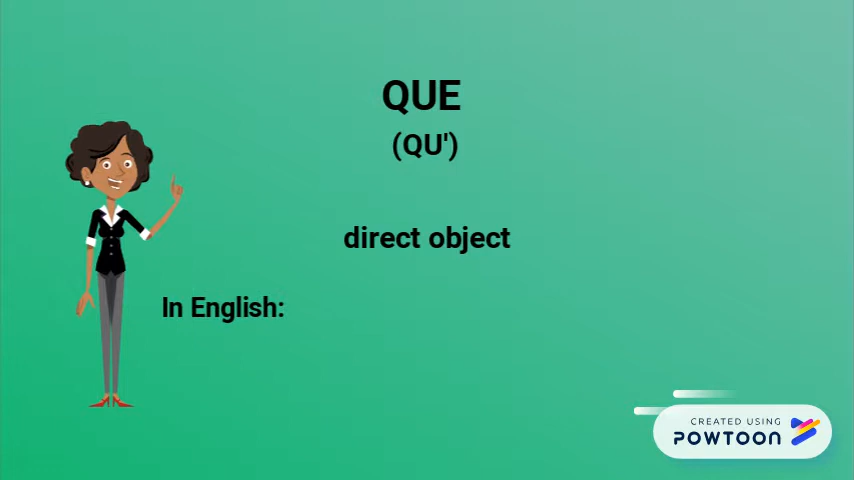 QUE
(QU')
direct object
In English:
CREATED USING
POWTOON